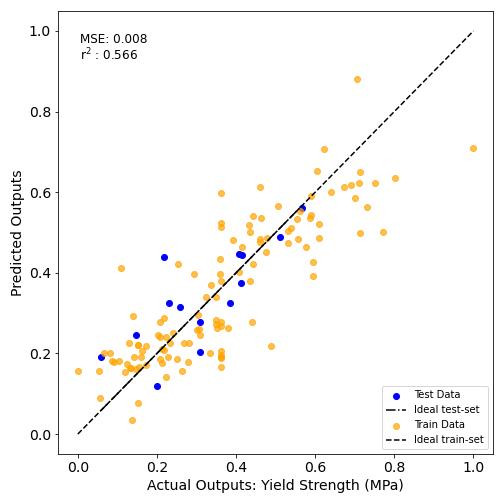 MSE: 0.008
r² : 0.566
1.0
0.8
0.6
0.4
0.2
0.0
Predicted Outputs
Test Data
Ideal test-set
Train Data
Ideal train-set
0.0 0.2 0.4 0.6 0.8 1.0
Actual Outputs: Yield Strength (MPa)